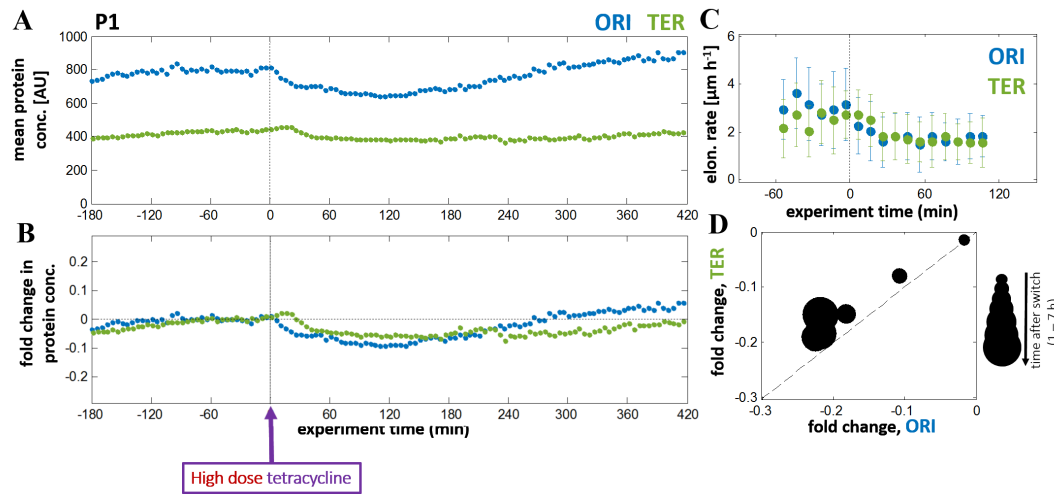 A P1 ORI TER
mean protein
conc. [AU]
1000
800
600
400
200
0
-180 -120 -60 0 60 120 180 240 300 360 420
B
fold change in
protein conc.
0.2
0.1
0
-0.1
-0.2
-180 -120 -60 0 60 120 180 240 300 360 420
experiment time (min)
High dose tetracycline
C
ORI
TER
elon. rate [µm h-1]
6
4
2
0
-60 0 60 120
experiment time (min)
D
fold change, TER
0
-0.1
-0.2
-0.3
-0.3 -0.2 -0.1 0
fold change, ORI
time after switch
(1 – 7 h)